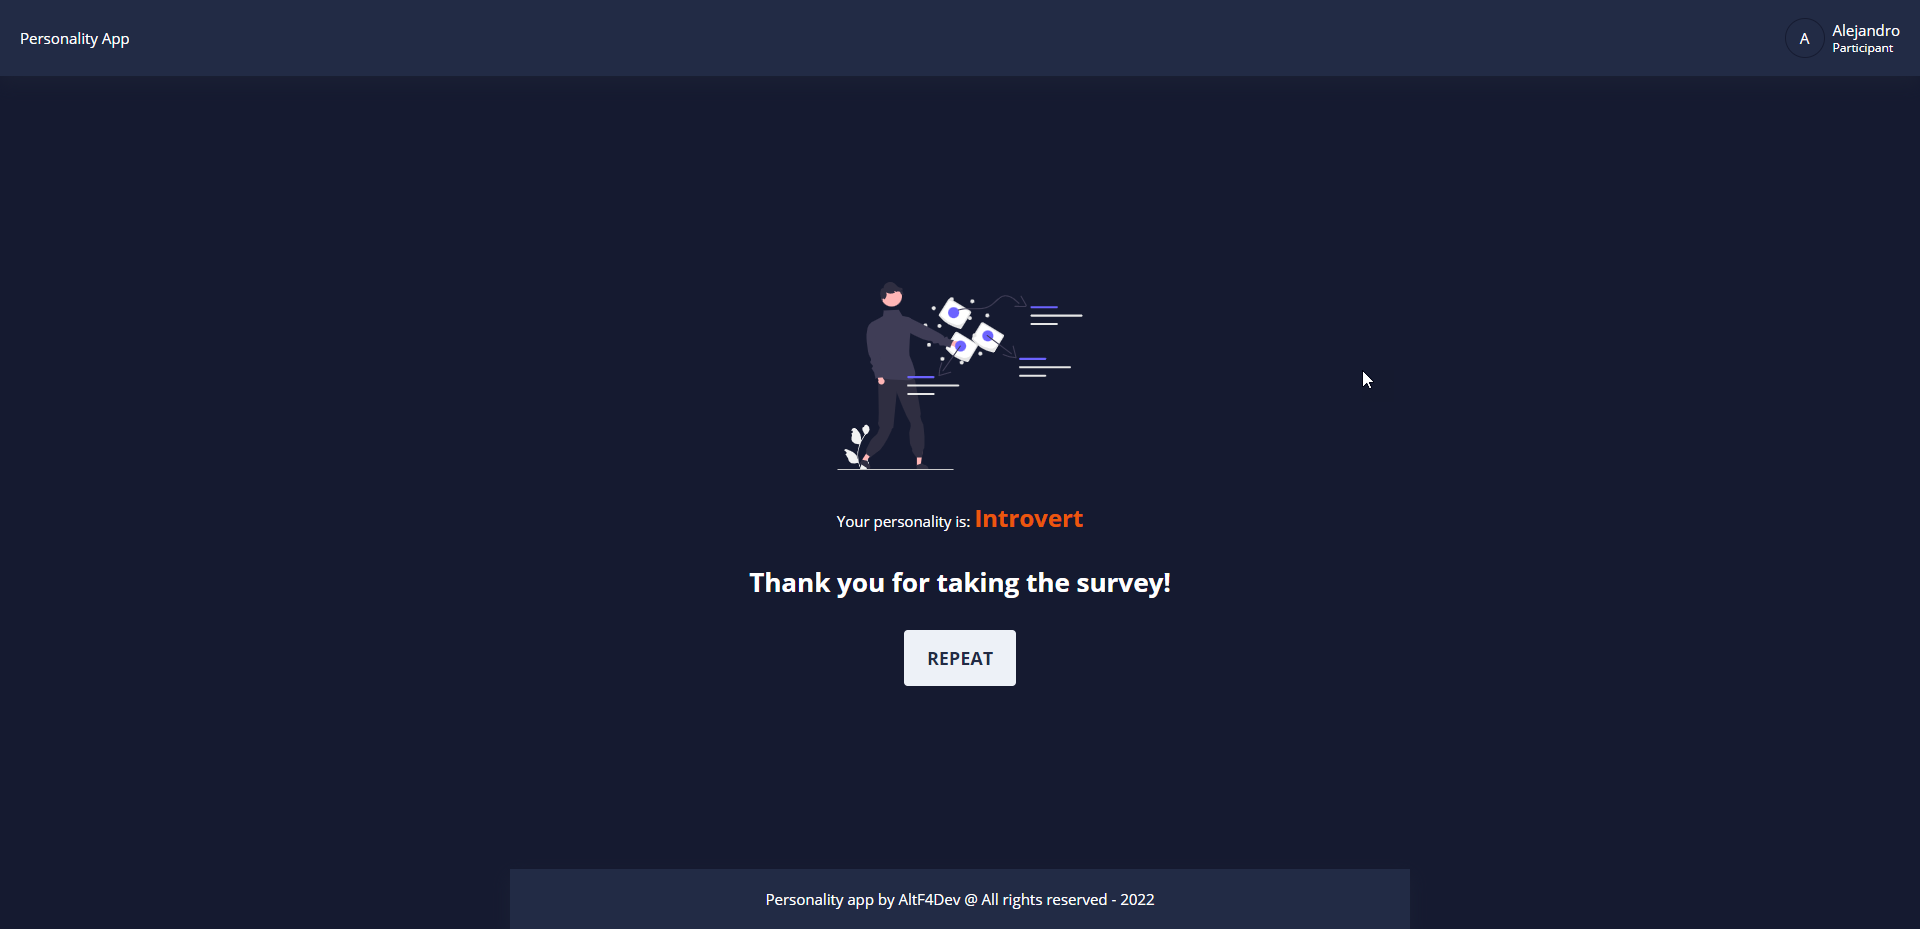 Personality App
A
Alejandro
Participant
Your personality is: Introvert
Thank you for taking the survey!
REPEAT
Personality app by AltF4Dev @ All rights reserved - 2022